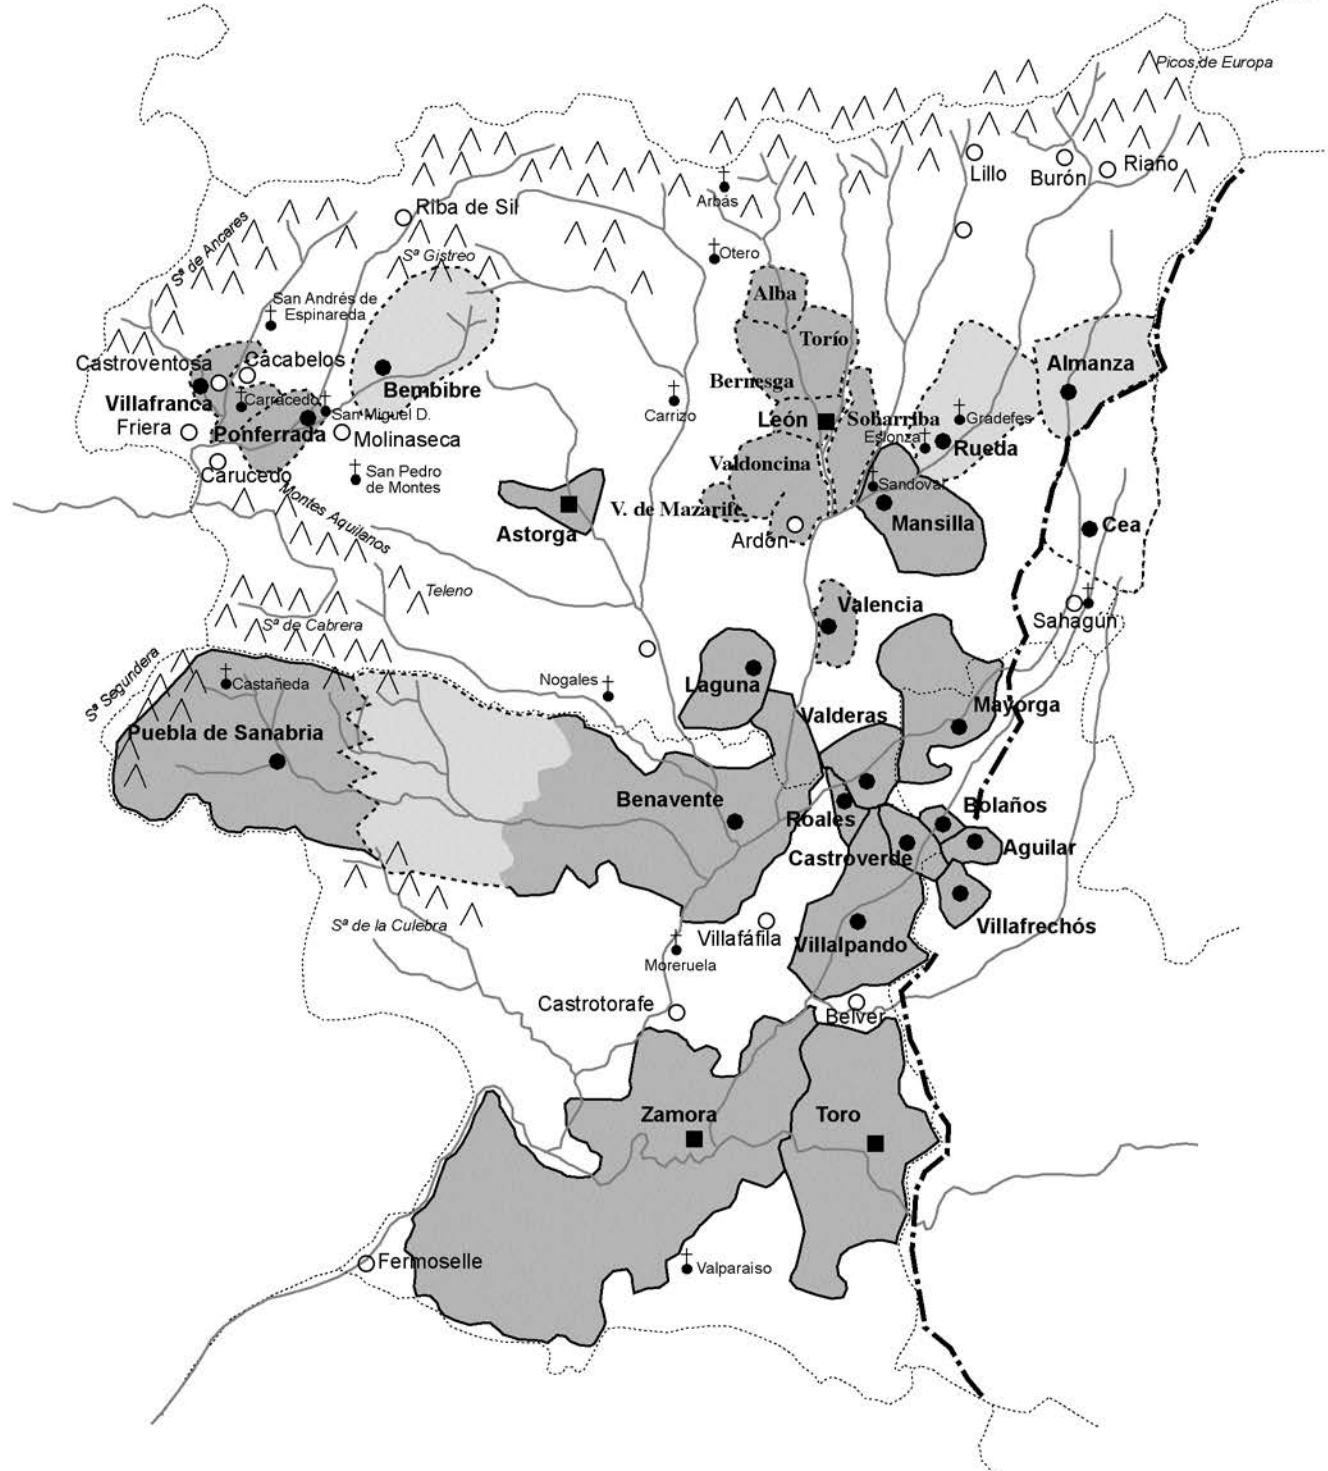 Picos de Europa
Lillo
Burón
Riaño
Arbás
Riba de Sil
Sª de Ancares
Sª Gistreo
Otero
San Andrés de
Espinareda
Alba
Torío
Castroventosa
Cacabelos
Bembibre
Almanza
Bernesga
Villafranca
Carracedo
San Miguel D.
Carrizo
León
Sobarriba
Gradefes
Friera
Ponferrada
Molinaseca
Eslonza
Rueda
Carucedo
San Pedro
de Montes
Valdoncina
Sandoval
Montes Aquilanos
V. de Mazarife
Mansilla
Astorga
Ardón
Cea
Teleno
Valencia
Sª de Cabrera
Sahagún
Sª Segundera
Castañeda
Nogales
Laguna
Mayorga
Valderas
Puebla de Sanabria
Benavente
Roales
Bolaños
Castroverde
Aguilar
Sª de la Culebra
Villafáfila
Villalpando
Villafrechós
Moreruela
Castrotorafe
Belver
Zamora
Toro
Fermoselle
Valparaiso